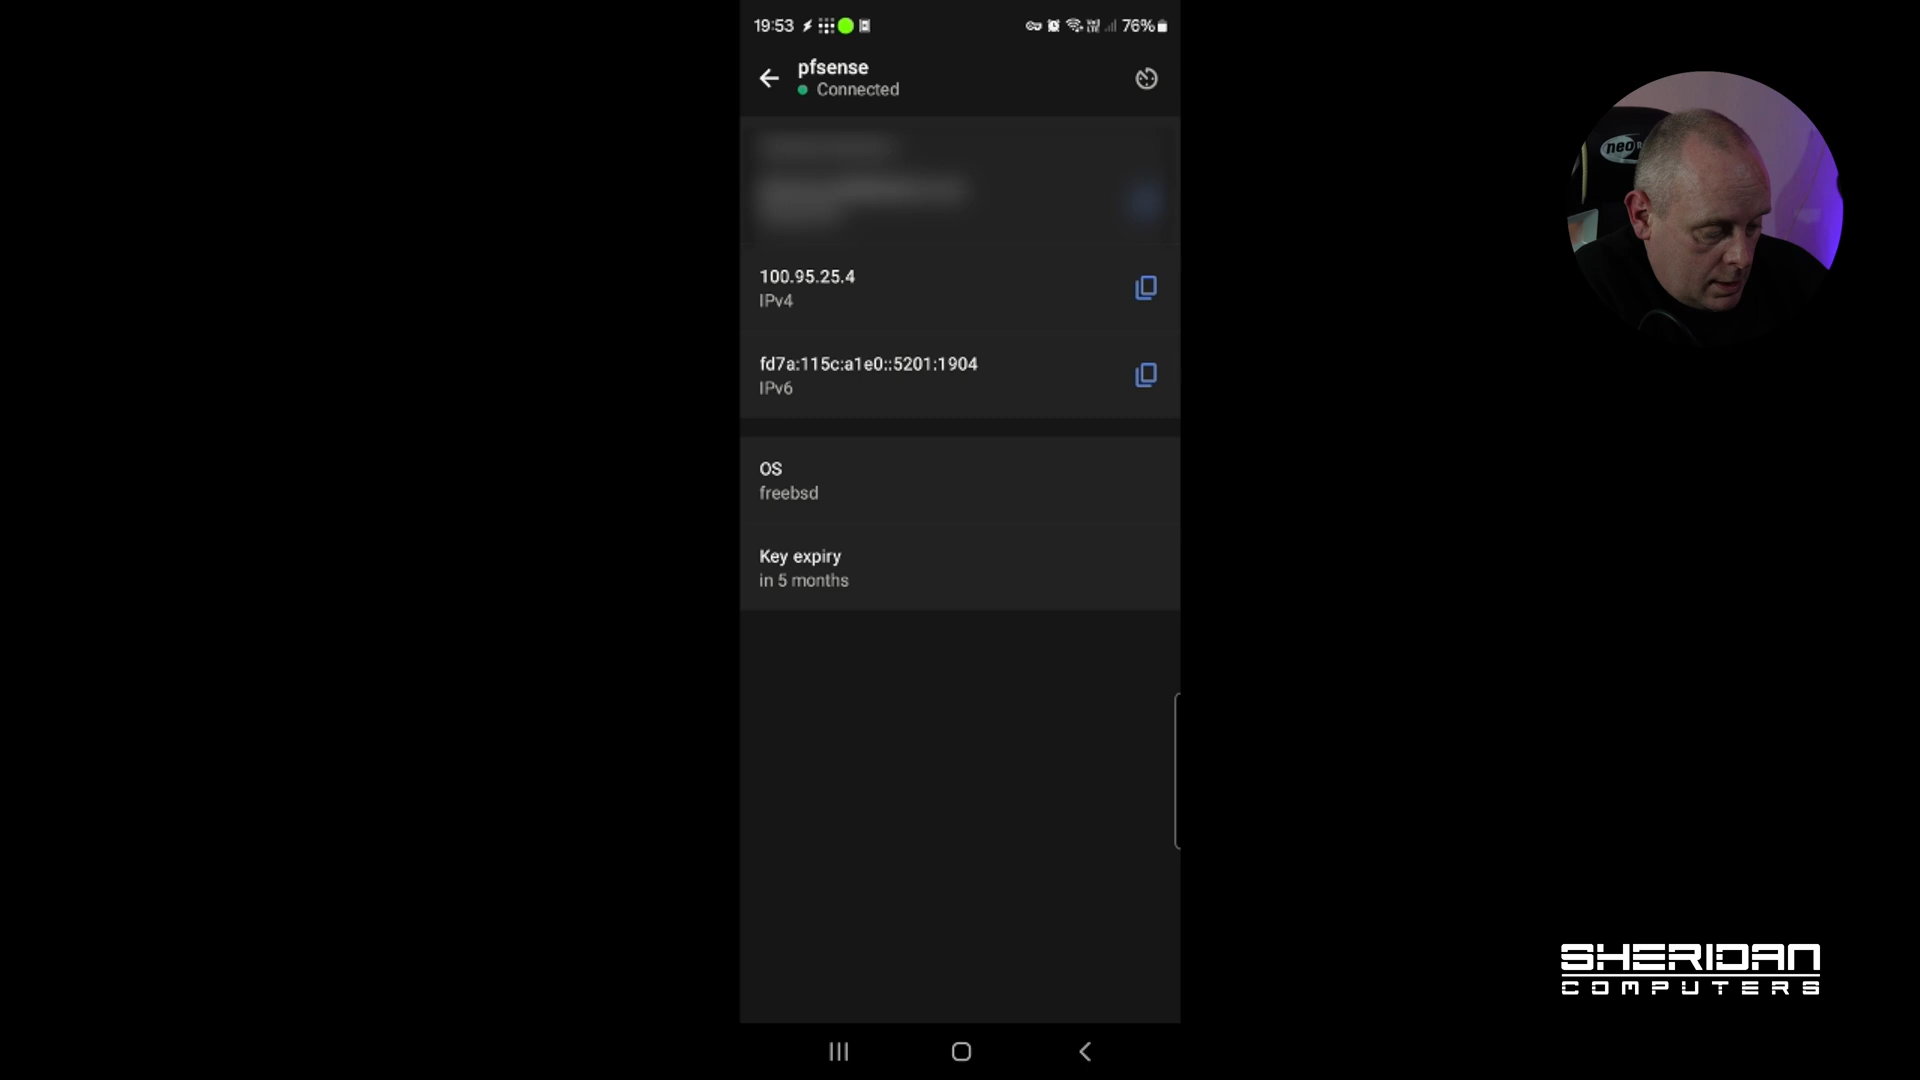 19:53
76%
pfsense
Connected
100.95.25.4
IPv4
fd7a:115c:a1e0::5201:1904
IPv6
OS
freebsd
Key expiry
in 5 months
neo
SHERIDAN
COMPUTERS